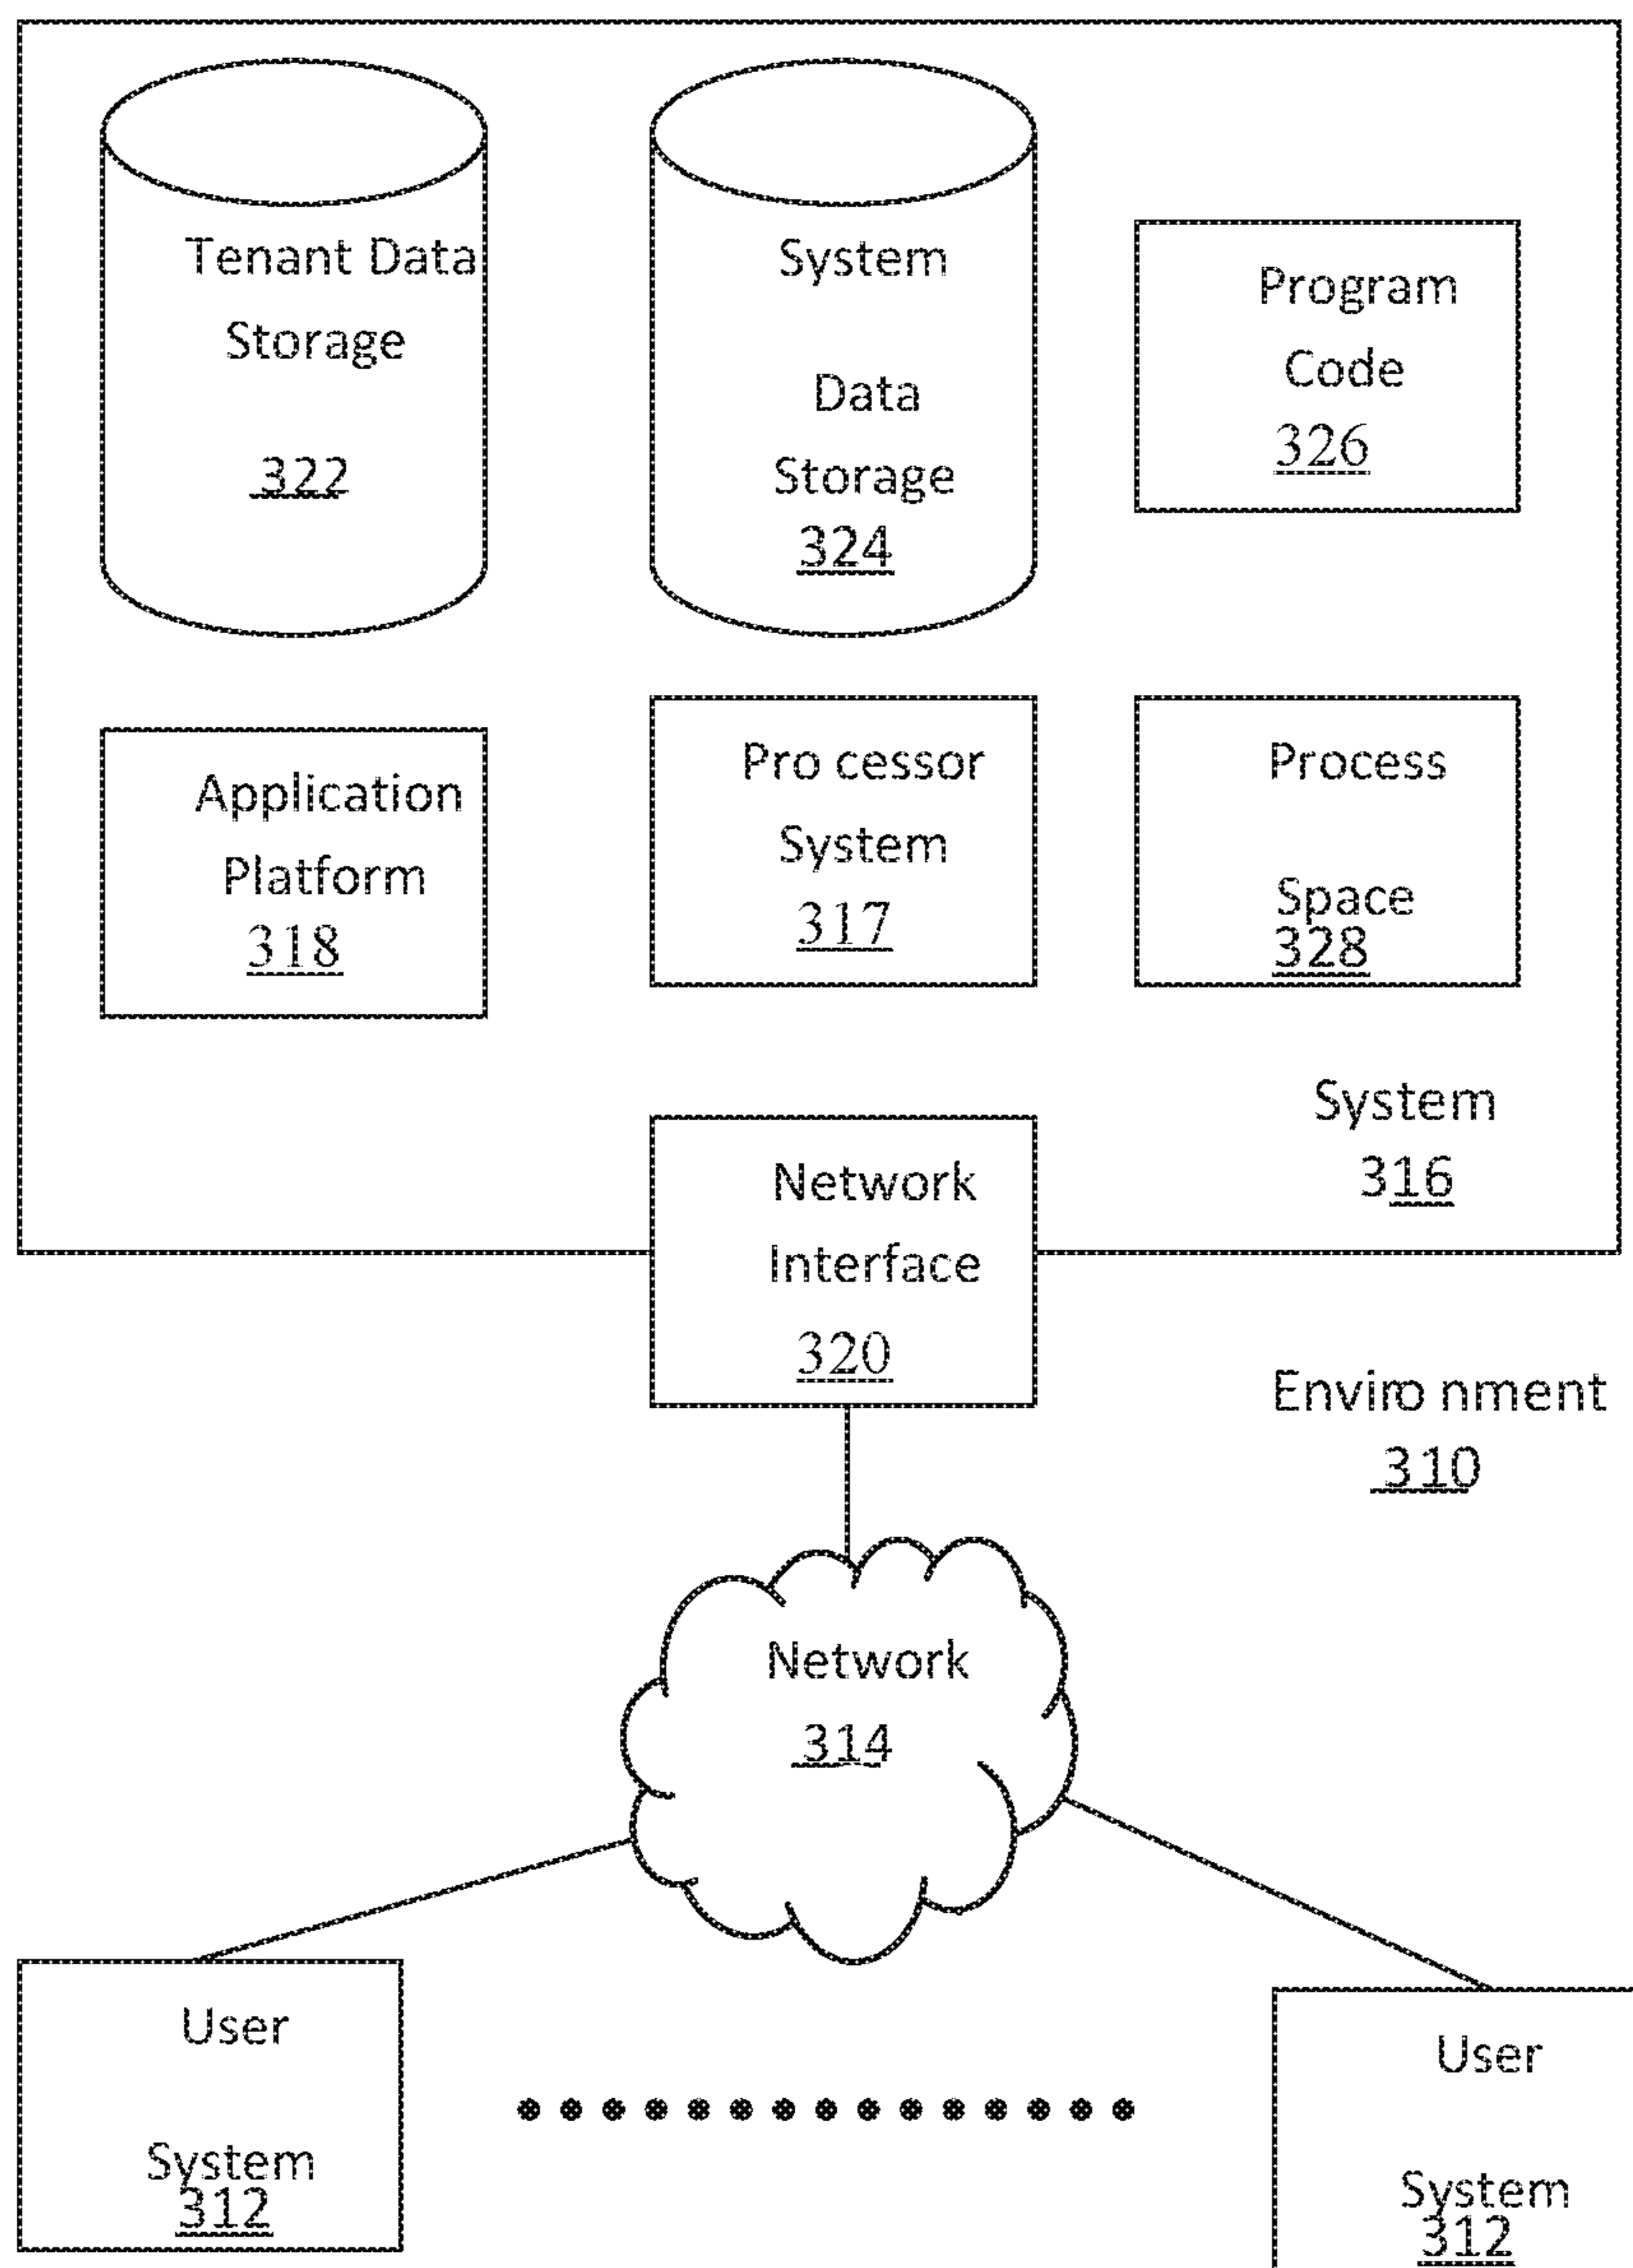 Tenant Data
Storage
322
System
Data
Storage
324
Program
Code
326
Application
Platform
318
Pro cessor
System
317
Process
Space
328
System
316
Network
Interface
320
Enviro nment
310
Network
314
User
System
312
User
System
312